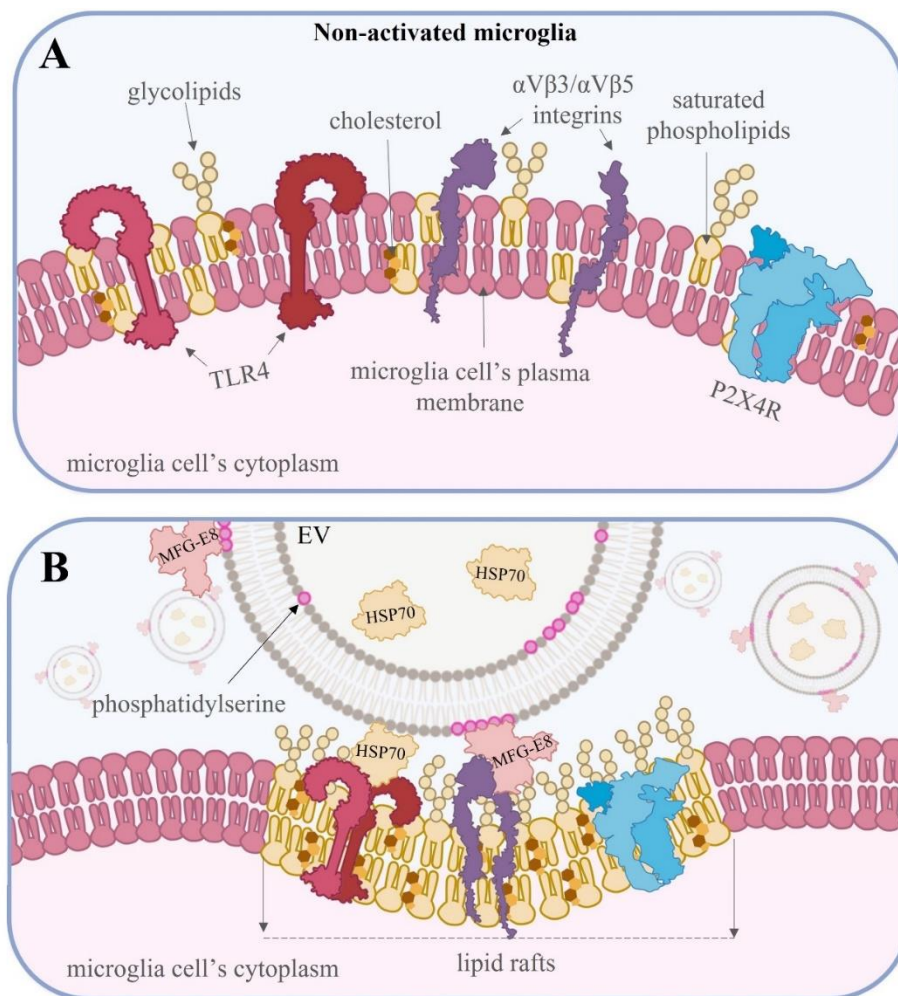 A
Non-activated microglia
glycolipids
cholesterol
αVβ3/αVβ5
integrins
saturated
phospholipids
TLR4
microglia cell's plasma
membrane
P2X4R
microglia cell's cytoplasm
B
MFG-E8
EV
HSP70
HSP70
phosphatidylserine
HSP70
MFG-E8
microglia cell's cytoplasm
lipid rafts